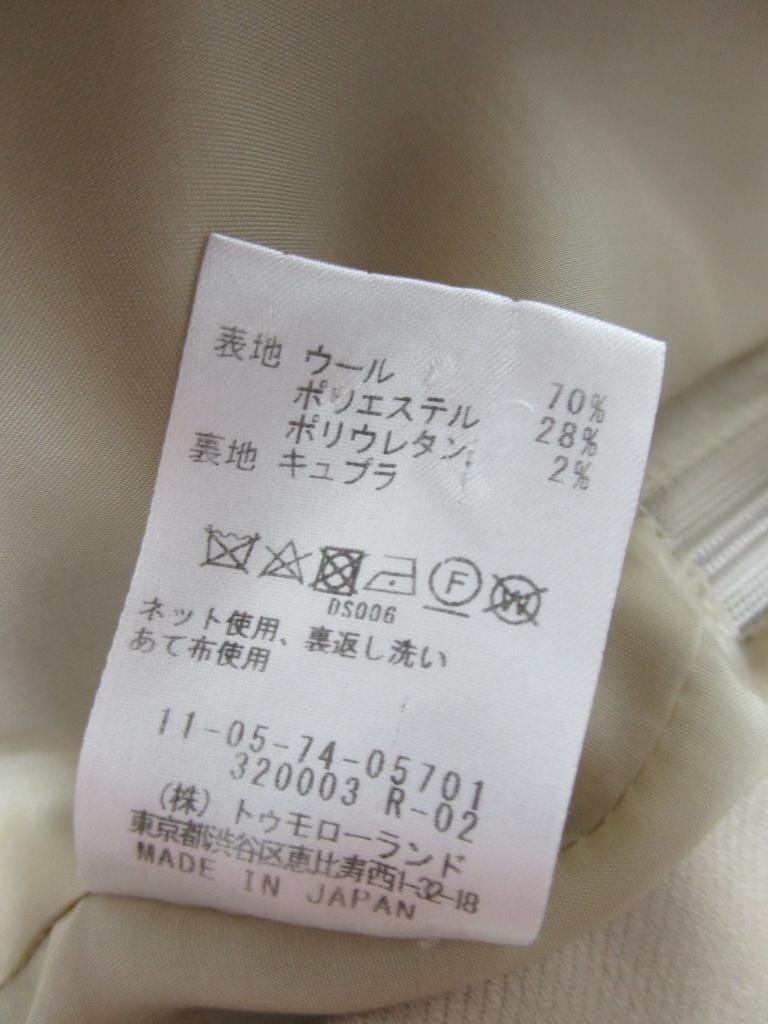 表地 ウール 70%
ポリエステル 28%
ポリウレタン 2%
裏地 キュプラ
F W
DS006
ネット使用、裏返し洗い
あて布使用
11-05-74-05701
320003 R-02
(株) トゥモローランド
東京都渋谷区恵比寿西1-32-18
MADE IN JAPAN